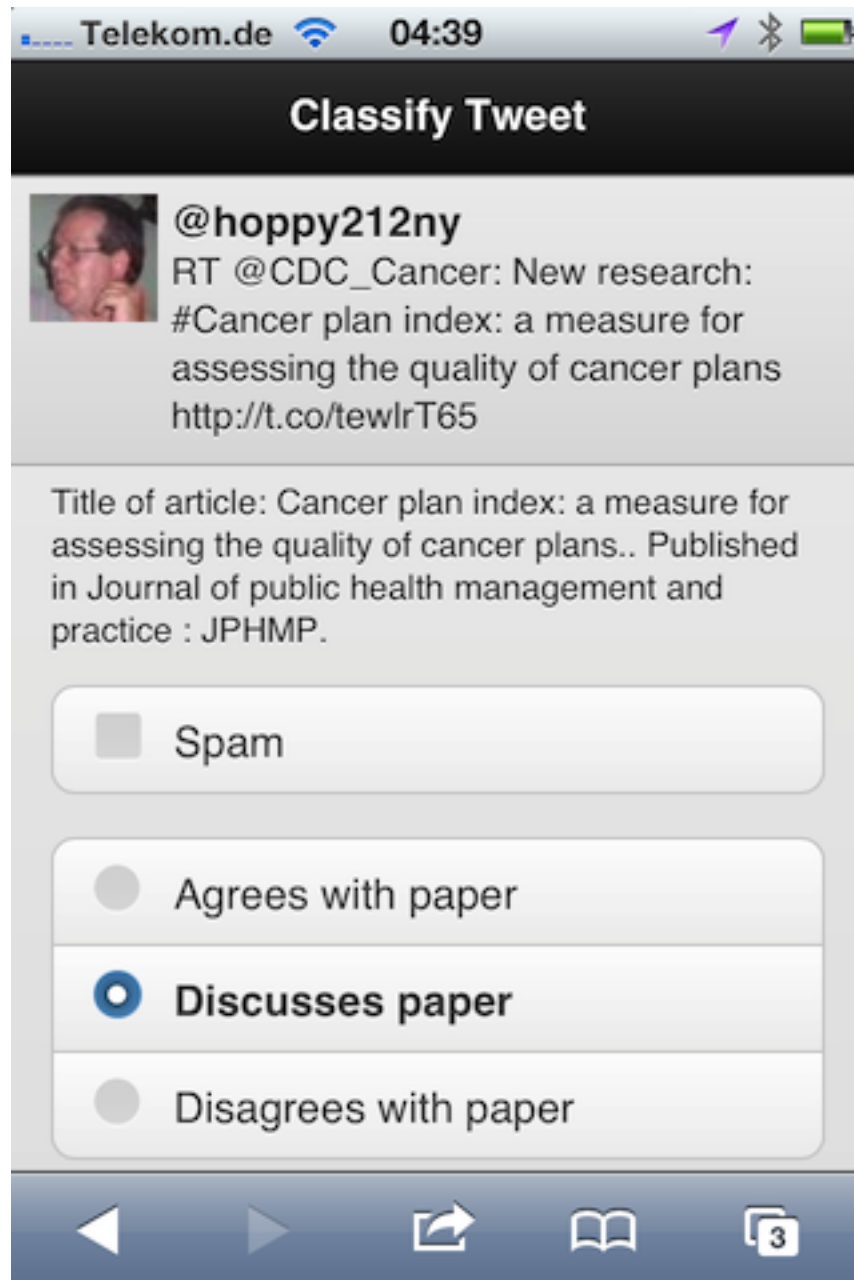 Telekom.de 04:39
Classify Tweet
@hoppy212ny
RT @CDC_Cancer: New research:
#Cancer plan index: a measure for
assessing the quality of cancer plans
http://t.co/tewlrT65
Title of article: Cancer plan index: a measure for
assessing the quality of cancer plans.. Published
in Journal of public health management and
practice : JPHMP.
Spam
Agrees with paper
Discusses paper
Disagrees with paper
3